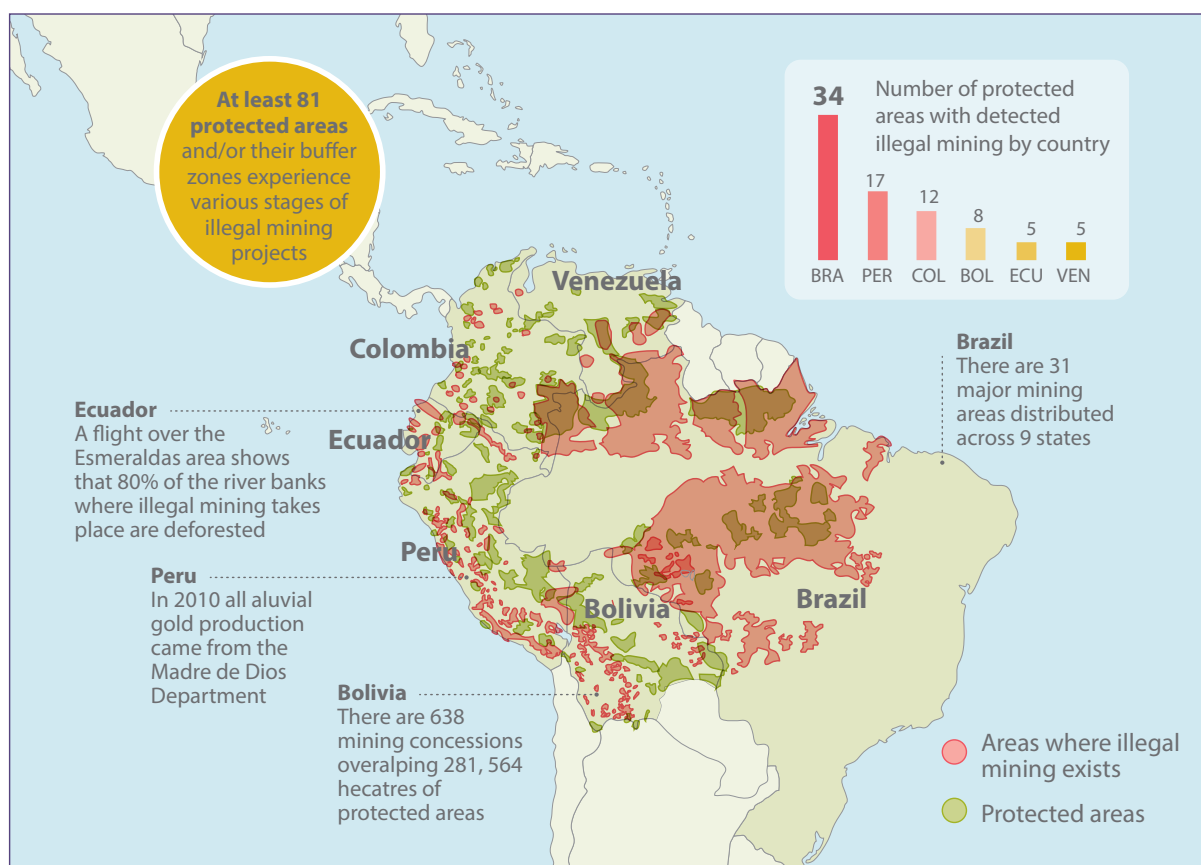 At least 81
protected areas
and/or their buffer
zones experience
various stages of
illegal mining
projects
34
Number of protected
areas with detected
illegal mining by country
17
12
8
5
5
BRA
PER
COL
BOL
ECU
VEN
Venezuela
Colombia
Ecuador
Peru
Bolivia
Brazil
Brazil
There are 31
major mining
areas distributed
across 9 states
Ecuador
A flight over the
Esmeraldas area shows
that 80% of the river banks
where illegal mining takes
place are deforested
Peru
In 2010 all aluvial
gold production
came from the
Madre de Dios
Department
Bolivia
There are 638
mining concessions
overalping 281, 564
hecatres of
protected areas
Areas where illegal
mining exists
Protected areas